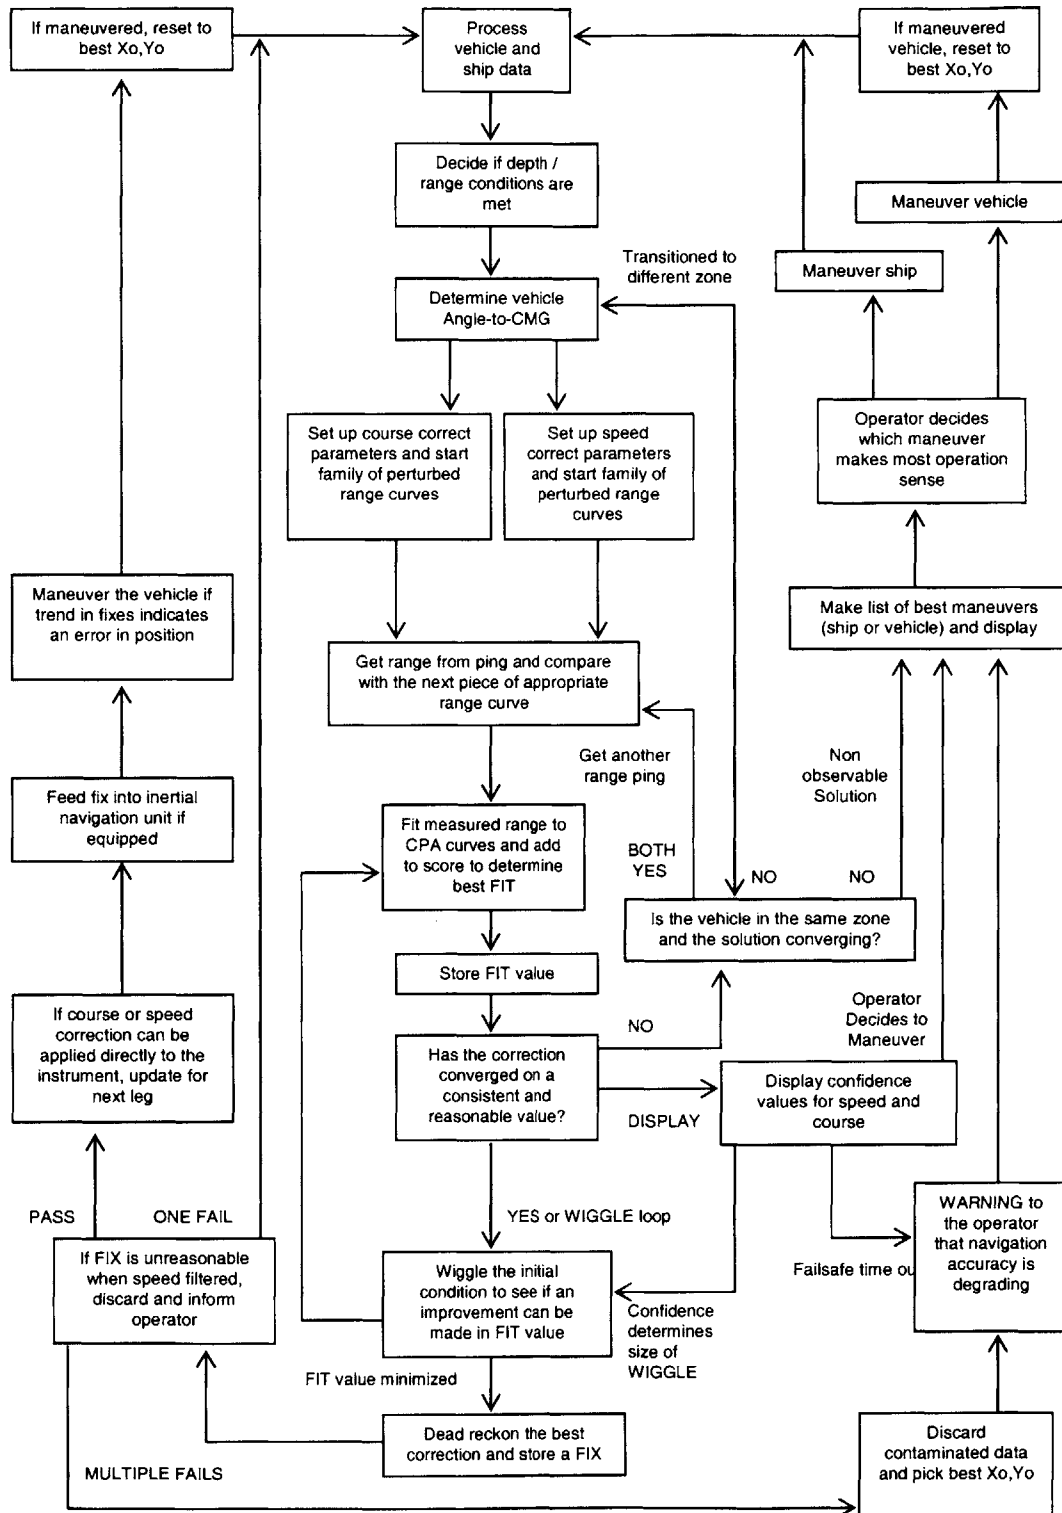 If maneuvered, reset to
best Xo,Yo
Process
vehicle and
ship data
If maneuvered
vehicle, reset to
best Xo,Yo
Decide if depth /
range conditions are
met
Maneuver vehicle
Transitioned to
different zone
Maneuver ship
Determine vehicle
Angle-to-CMG
Set up course correct
parameters and start
family of perturbed
range curves
Set up speed
correct parameters
and start family of
perturbed range
curves
Operator decides
which maneuver
makes most operation
sense
Maneuver the vehicle if
trend in fixes indicates
an error in position
Make list of best maneuvers
(ship or vehicle) and display
Get range from ping and compare
with the next piece of appropriate
range curve
Get another
range ping
Non
observable
Solution
Feed fix into inertial
navigation unit if
equipped
Fit measured range to
CPA curves and add
to score to determine
best FIT
BOTH
YES
NO
NO
Is the vehicle in the same zone
and the solution converging?
Store FIT value
If course or speed
correction can be
applied directly to the
instrument, update for
next leg
NO
Operator
Decides to
Maneuver
Has the correction
converged on a
consistent and
reasonable value?
DISPLAY
Display confidence
values for speed and
course
PASS
ONE FAIL
YES or WIGGLE loop
WARNING to
the operator
that navigation
accuracy is
degrading
If FIX is unreasonable
when speed filtered,
discard and inform
operator
Wiggle the initial
condition to see if an
improvement can be
made in FIT value
Failsafe time ou
Confidence
determines
size of
WIGGLE
FIT value minimized
Dead reckon the best
correction and store a FIX
MULTIPLE FAILS
Discard
contaminated data
and pick best Xo,Yo